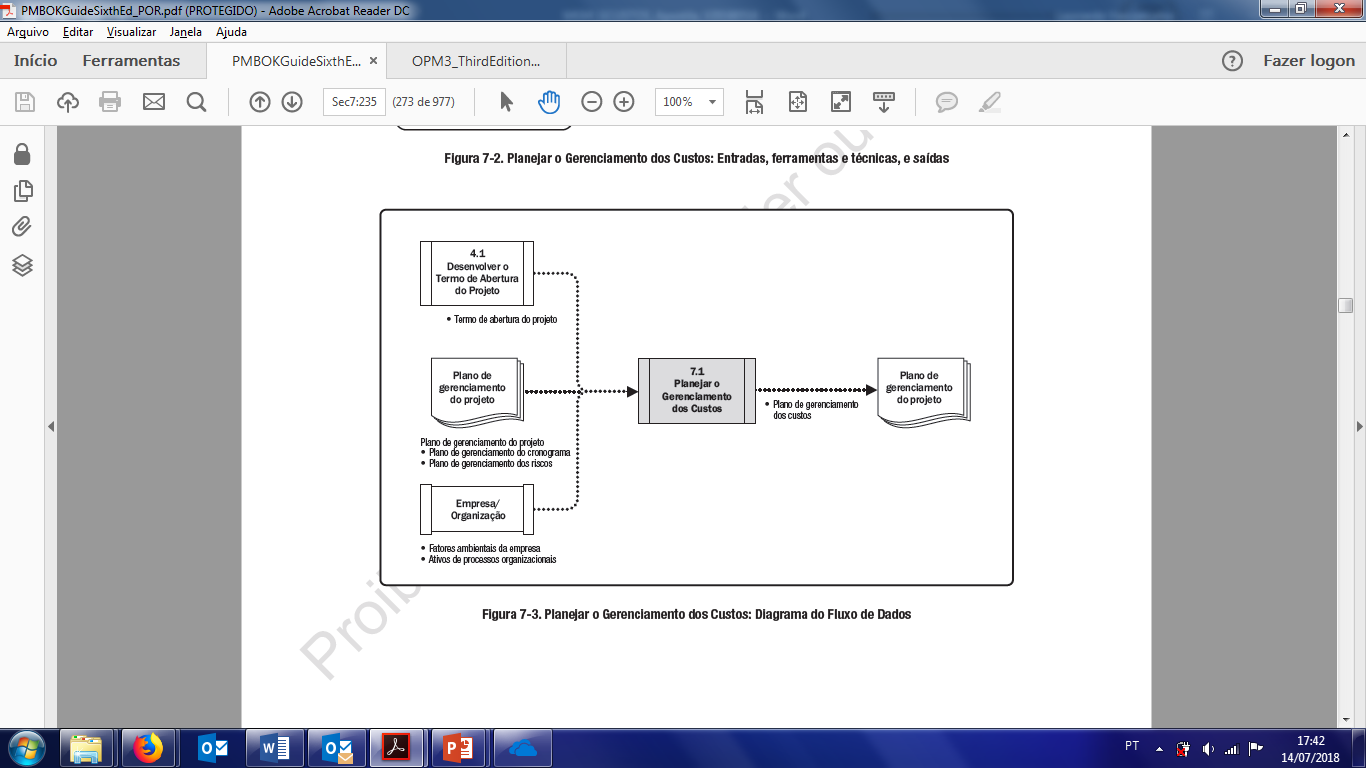 PMBOKGuideSixthEd_POR.pdf (PROTEGIDO) - Adobe Acrobat Reader DC
Arquivo Editar Visualizar Janela Ajuda
Início Ferramentas PMBOKGuideSixthE... × OPM3_ThirdEdition... Fazer logon
Sec7:235 (273 de 977) 100%
Figura 7-2. Planejar o Gerenciamento dos Custos: Entradas, ferramentas e técnicas, e saídas
4.1
Desenvolver o
Termo de Abertura
do Projeto
• Termo de abertura do projeto
Plano de
gerenciamento
do projeto
Plano de gerenciamento do projeto
• Plano de gerenciamento do cronograma
• Plano de gerenciamento dos riscos
Empresa/
Organização
• Fatores ambientais da empresa
• Ativos de processos organizacionais
7.1
Planejar o
Gerenciamento
dos Custos
• Plano de gerenciamento
dos custos
Plano de
gerenciamento
do projeto
Figura 7-3. Planejar o Gerenciamento dos Custos: Diagrama do Fluxo de Dados
PT
17:42
14/07/2018